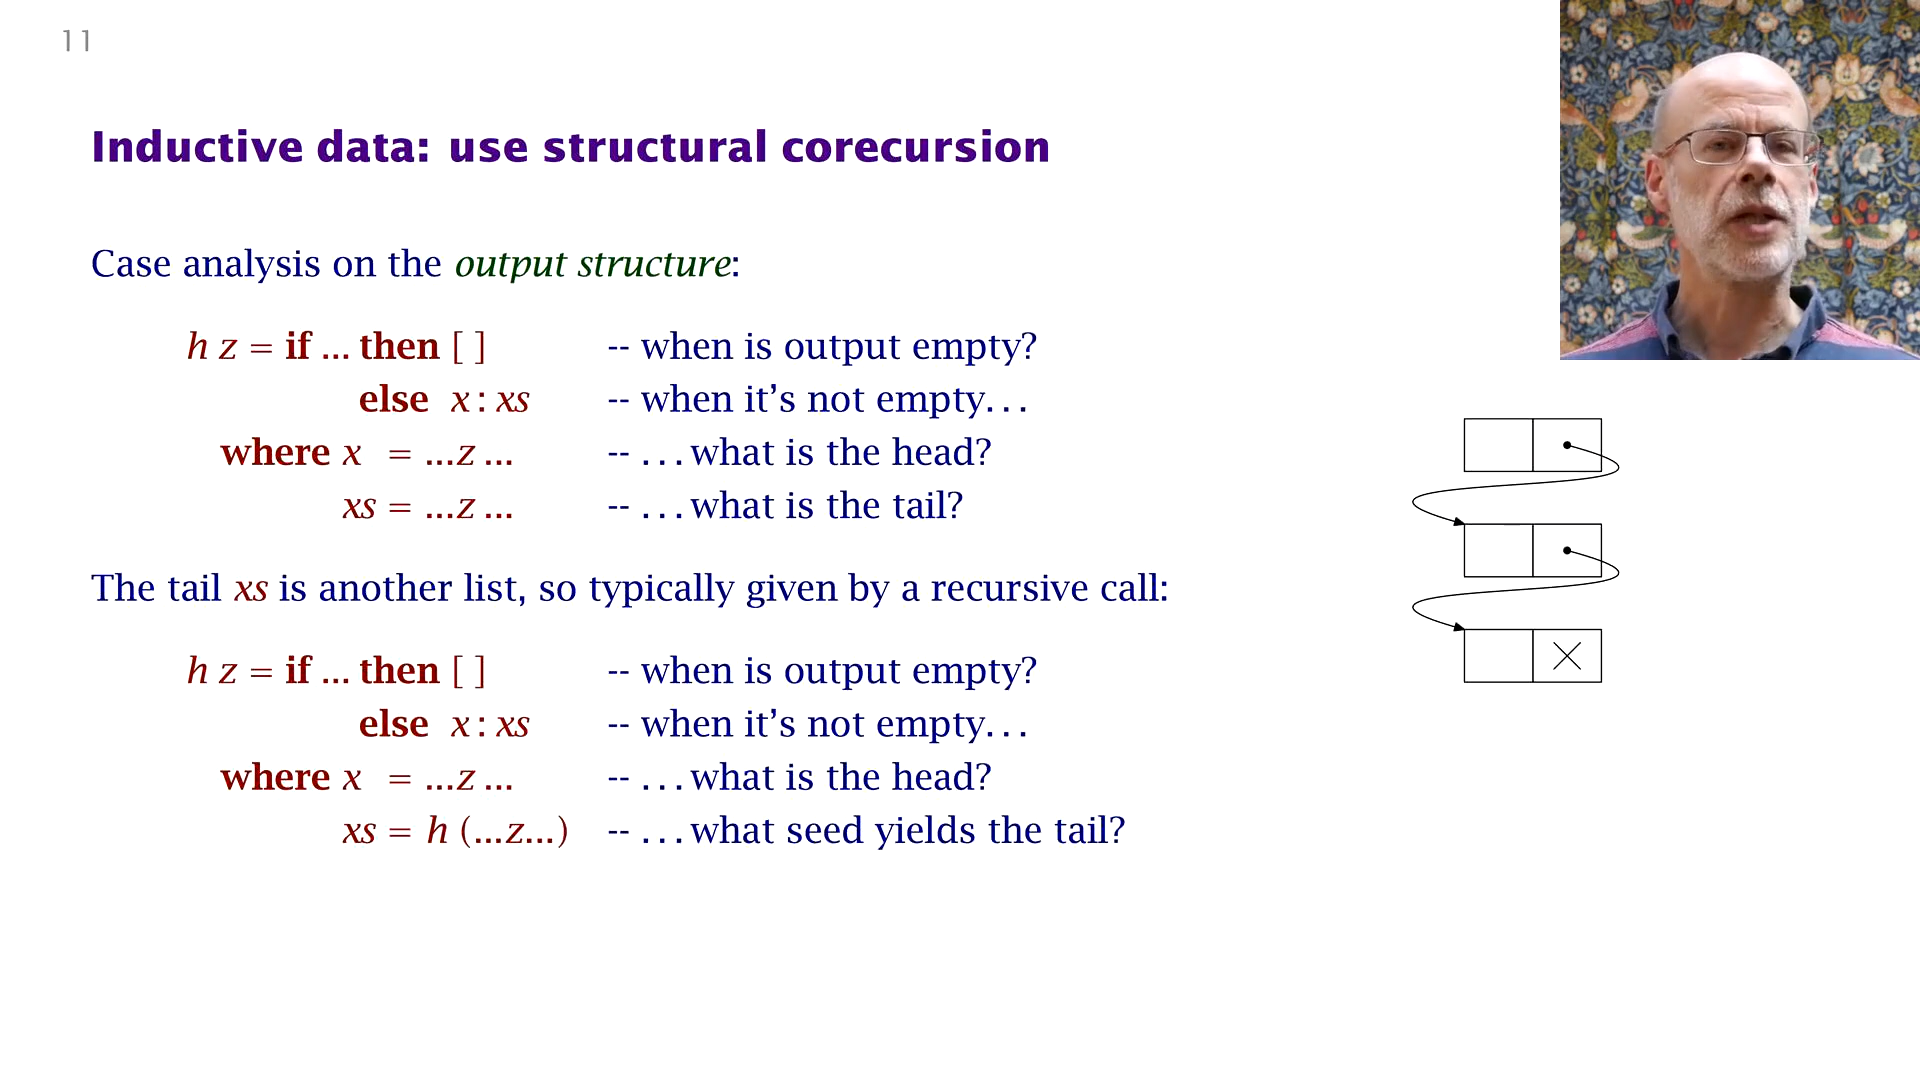 11
Inductive data: use structural corecursion
Case analysis on the output structure:
h z = if ... then [ ] -- when is output empty?
else x : xs -- when it's not empty...
where x = ...z ... -- ...what is the head?
xs = ...z ... -- ...what is the tail?
The tail xs is another list, so typically given by a recursive call:
h z = if ... then [ ] -- when is output empty?
else x : xs -- when it's not empty...
where x = ...z ... -- ...what is the head?
xs = h (...z...) -- ...what seed yields the tail?